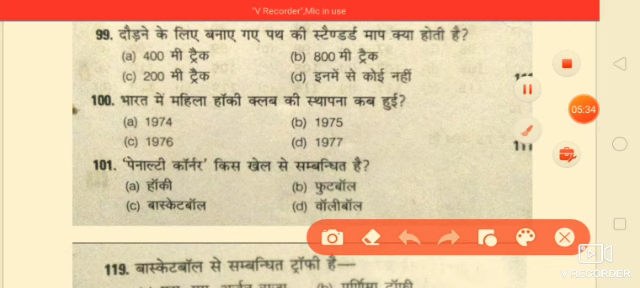 "V Recorder",Mic in use
99. दौड़ने के लिए बनाए गए पथ की स्टैण्डर्ड माप क्या होती है?
(a) 400 मी ट्रैक (b) 800 मी ट्रैक
(c) 200 मी ट्रैक (d) इनमें से कोई नहीं
100. भारत में महिला हॉकी क्लब की स्थापना कब हुई?
(a) 1974 (b) 1975
(c) 1976 (d) 1977
101. 'पेनाल्टी कॉर्नर' किस खेल से सम्बन्धित है?
(a) हॉकी (b) फुटबॉल
(c) बास्केटबॉल (d) वॉलीबॉल
05:34
V RECORDER
119. बास्केटबॉल से सम्बन्धित ट्रॉफी है—